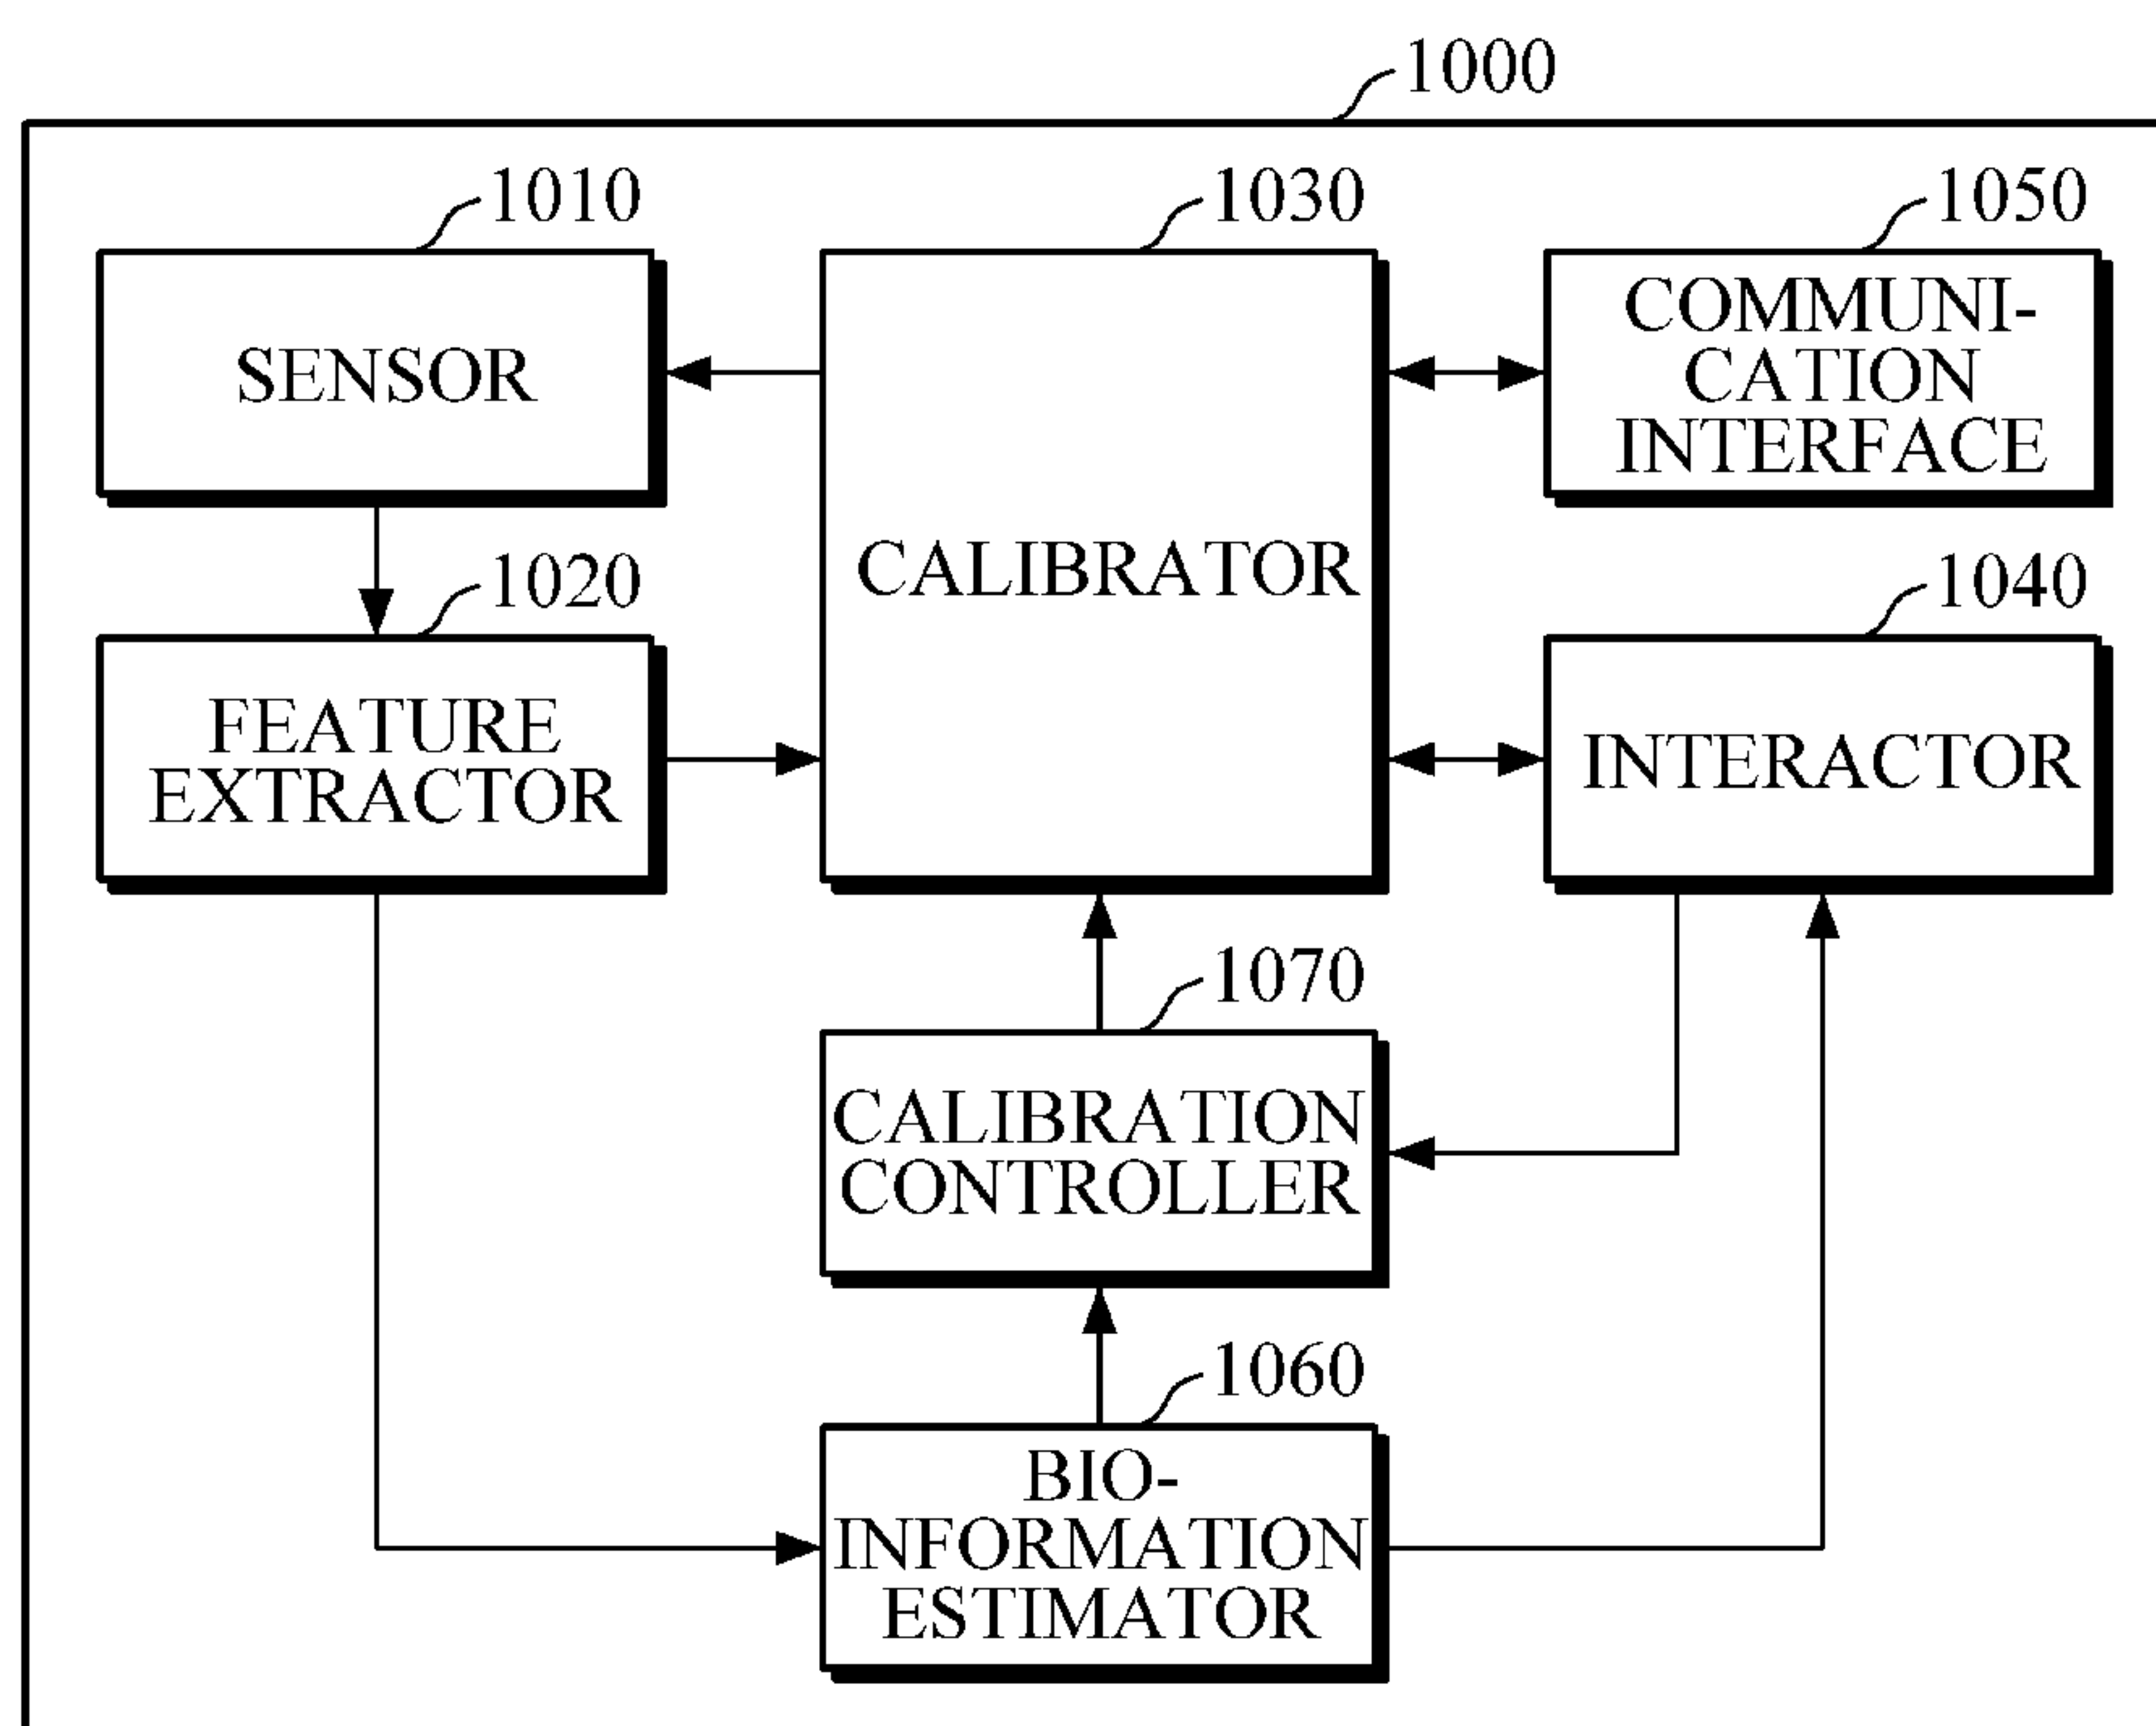 1000
1010
1030
1050
SENSOR
CALIBRATOR
COMMUNI-
CATION
INTERFACE
1020
1040
FEATURE
EXTRACTOR
INTERACTOR
1070
CALIBRATION
CONTROLLER
1060
BIO-
INFORMATION
ESTIMATOR